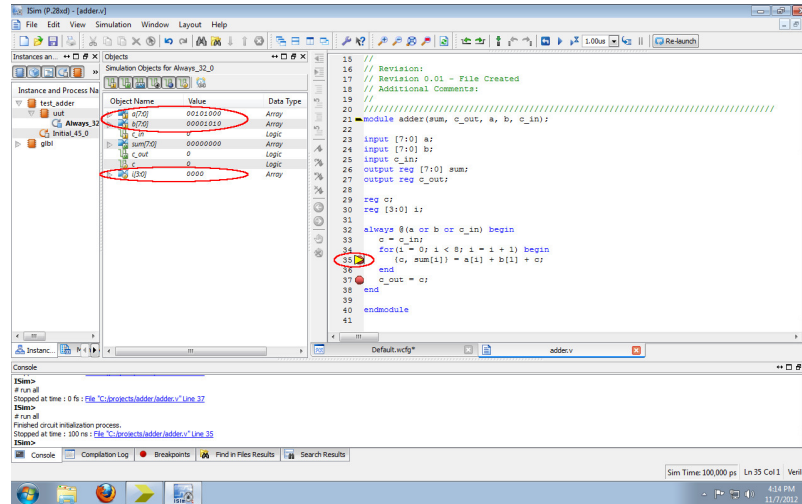 ISim (P.28xd) - [adder.v]
File Edit View Simulation Window Layout Help
1.00us
Re-launch
Instances an...
Objects
Simulation Objects for Always_32_0
Instance and Process Na
test_adder
uut
Always_32
Initial_45_0
glbl
Object Name Value Data Type
a[7:0] 00101000 Array
b[7:0] 00001010 Array
c_in 0 Logic
sum[7:0] 00000000 Array
c_out 0 Logic
c 0 Logic
i[3:0] 0000 Array
15 //
16 // Revision:
17 // Revision 0.01 - File Created
18 // Additional Comments:
19 //
20 //////////////////////////////////////////////////////////////////////////////////
21 module adder(sum, c_out, a, b, c_in);
22
23 input [7:0] a;
24 input [7:0] b;
25 input c_in;
26 output reg [7:0] sum;
27 output reg c_out;
28
29 reg c;
30 reg [3:0] i;
31
32 always @(a or b or c_in) begin
33 c = c_in;
34 for(i = 0; i < 8; i = i + 1) begin
35 {c, sum[i]} = a[i] + b[i] + c;
36 end
37 c_out = c;
38 end
39
40 endmodule
41
Instanc...
Default.wcfg*
adder.v
Console
ISim>
# run all
Stopped at time : 0 fs : File "C:/projects/adder/adder.v" Line 37
ISim>
# run all
Finished circuit initialization process.
Stopped at time : 100 ns : File "C:/projects/adder/adder.v" Line 35
ISim>
Console Compilation Log Breakpoints Find in Files Results Search Results
Sim Time: 100,000 ps Ln 35 Col 1 Veril
4:14 PM
11/7/2012